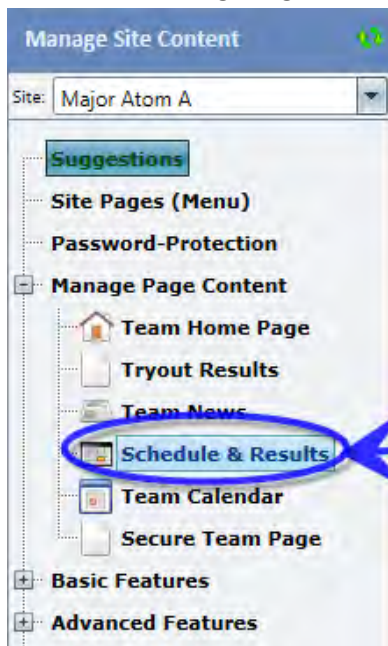 Manage Site Content
Site: Major Atom A
Suggestions
Site Pages (Menu)
Password-Protection
Manage Page Content
Team Home Page
Tryout Results
Team News
Schedule & Results
Team Calendar
Secure Team Page
Basic Features
Advanced Features